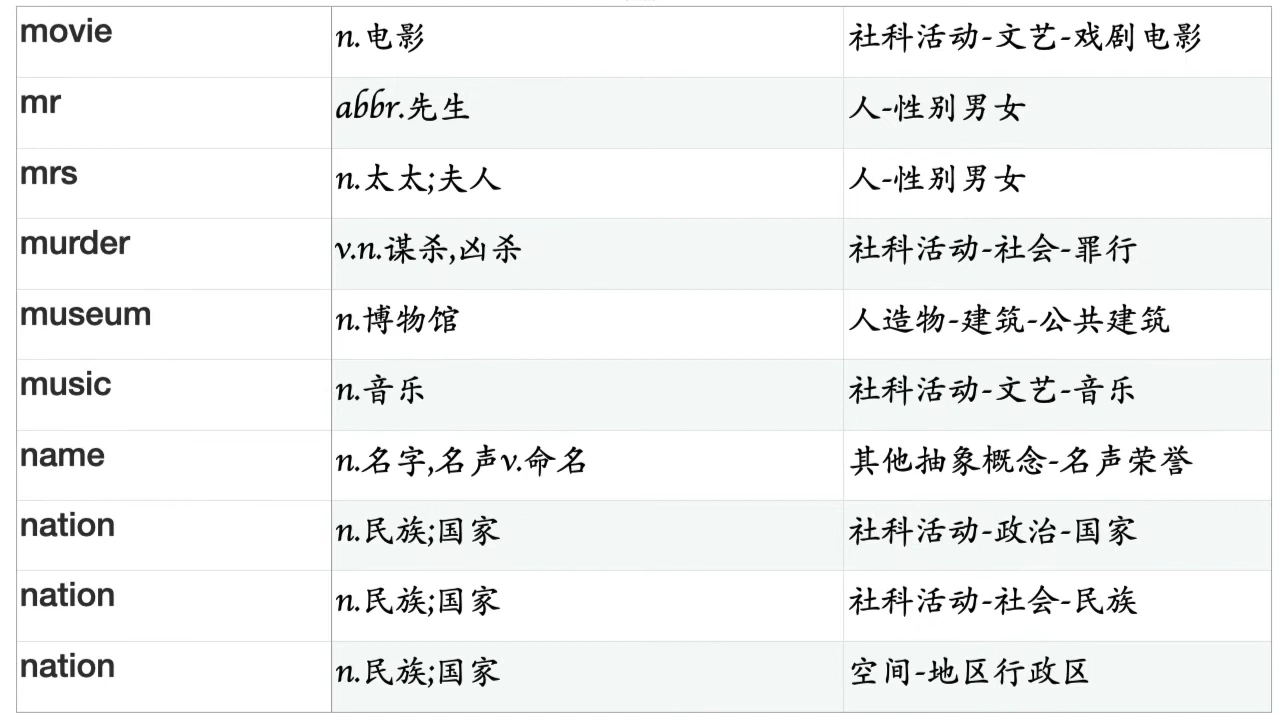 movie n.电影 社科活动-文艺-戏剧电影
mr abbr.先生 人-性别男女
mrs n.太太;夫人 人-性别男女
murder v.n.谋杀,凶杀 社科活动-社会-罪行
museum n.博物馆 人造物-建筑-公共建筑
music n.音乐 社科活动-文艺-音乐
name n.名字,名声v.命名 其他抽象概念-名声荣誉
nation n.民族;国家 社科活动-政治-国家
nation n.民族;国家 社科活动-社会-民族
nation n.民族;国家 空间-地区行政区